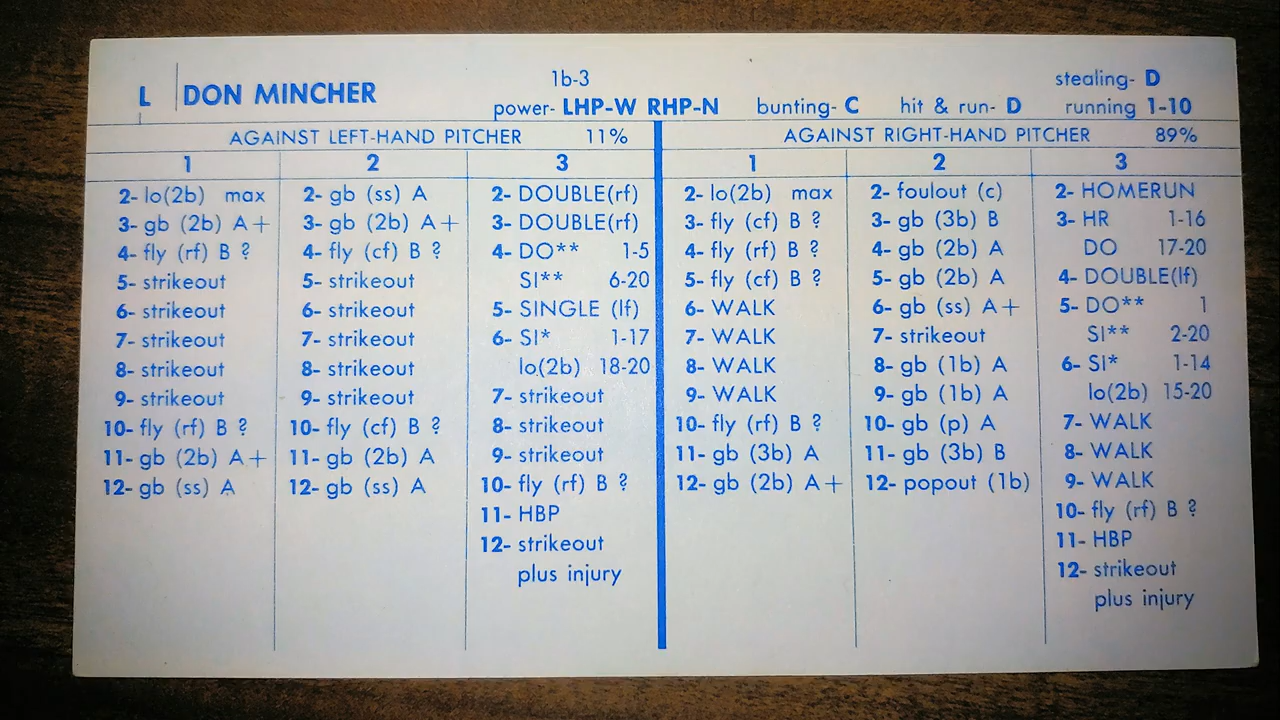 L DON MINCHER
1b-3
power- LHP-W RHP-N
bunting- C
hit & run- D
stealing- D
running 1-10
AGAINST LEFT-HAND PITCHER 11%
1
2- lo(2b) max
3- gb (2b) A+
4- fly (rf) B ?
5- strikeout
6- strikeout
7- strikeout
8- strikeout
9- strikeout
10- fly (rf) B ?
11- gb (2b) A+
12- gb (ss) A
2
2- gb (ss) A
3- gb (2b) A+
4- fly (cf) B ?
5- strikeout
6- strikeout
7- strikeout
8- strikeout
9- strikeout
10- fly (cf) B ?
11- gb (2b) A
12- gb (ss) A
3
2- DOUBLE(rf)
3- DOUBLE(rf)
4- DO** 1-5
SI** 6-20
5- SINGLE (lf)
6- SI* 1-17
lo(2b) 18-20
7- strikeout
8- strikeout
9- strikeout
10- fly (rf) B ?
11- HBP
12- strikeout
plus injury
AGAINST RIGHT-HAND PITCHER 89%
1
2- lo(2b) max
3- fly (cf) B ?
4- fly (rf) B ?
5- fly (cf) B ?
6- WALK
7- WALK
8- WALK
9- WALK
10- fly (rf) B ?
11- gb (3b) A
12- gb (2b) A+
2
2- foulout (c)
3- gb (3b) B
4- gb (2b) A
5- gb (2b) A
6- gb (ss) A+
7- strikeout
8- gb (1b) A
9- gb (1b) A
10- gb (p) A
11- gb (3b) B
12- popout (1b)
3
2- HOMERUN
3- HR 1-16
DO 17-20
4- DOUBLE(lf)
5- DO** 1
SI** 2-20
6- SI* 1-14
lo(2b) 15-20
7- WALK
8- WALK
9- WALK
10- fly (rf) B ?
11- HBP
12- strikeout
plus injury